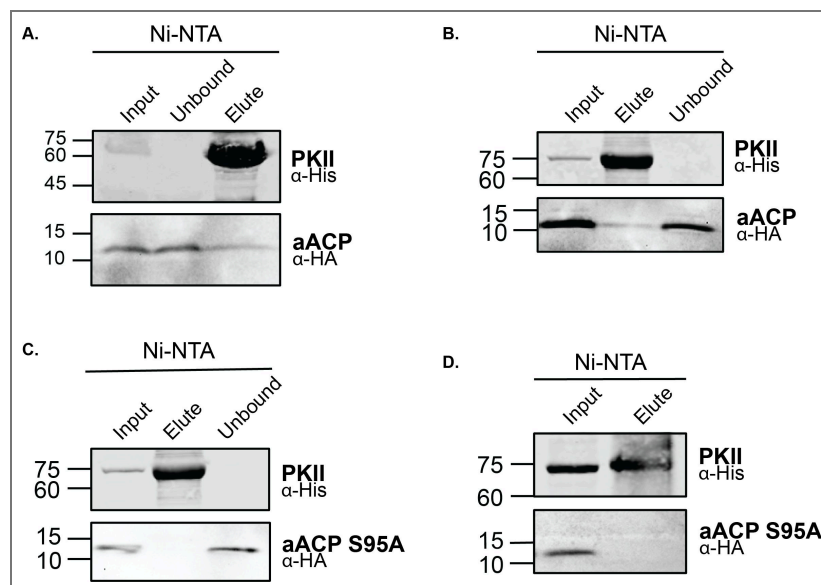 A.
Ni-NTA
Input Unbound Elute
75
60
45
PKII
α-His
15
10
aACP
α-HA
B.
Ni-NTA
Input Elute Unbound
75
60
PKII
α-His
15
10
aACP
α-HA
C.
Ni-NTA
Input Elute Unbound
75
60
PKII
α-His
15
10
aACP S95A
α-HA
D.
Ni-NTA
Input Elute
75
60
PKII
α-His
15
10
aACP S95A
α-HA